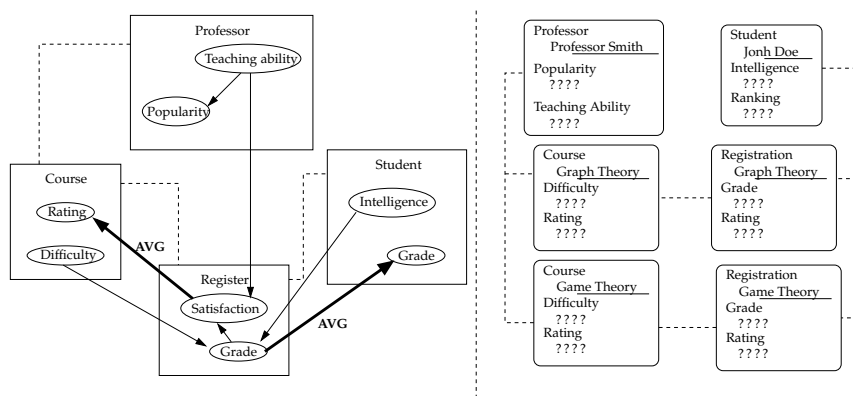 Professor
Teaching ability
Popularity
Course
Rating
Difficulty
AVG
Student
Intelligence
Grade
Register
Satisfaction
Grade
AVG
Professor
Professor Smith
Popularity
????
Teaching Ability
????
Student
Jonh Doe
Intelligence
????
Ranking
????
Course
Graph Theory
Difficulty
????
Rating
????
Registration
Graph Theory
Grade
????
Rating
????
Course
Game Theory
Difficulty
????
Rating
????
Registration
Game Theory
Grade
????
Rating
????